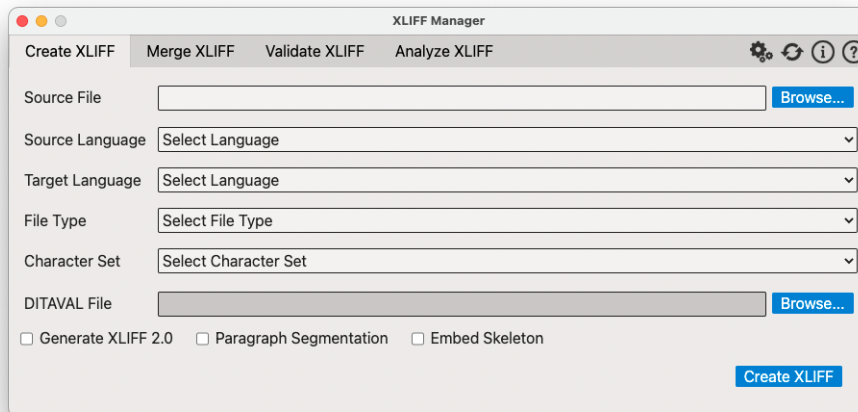 XLIFF Manager
Create XLIFF Merge XLIFF Validate XLIFF Analyze XLIFF
Source File Browse...
Source Language Select Language
Target Language Select Language
File Type Select File Type
Character Set Select Character Set
DITAVAL File Browse...
Generate XLIFF 2.0 Paragraph Segmentation Embed Skeleton
Create XLIFF